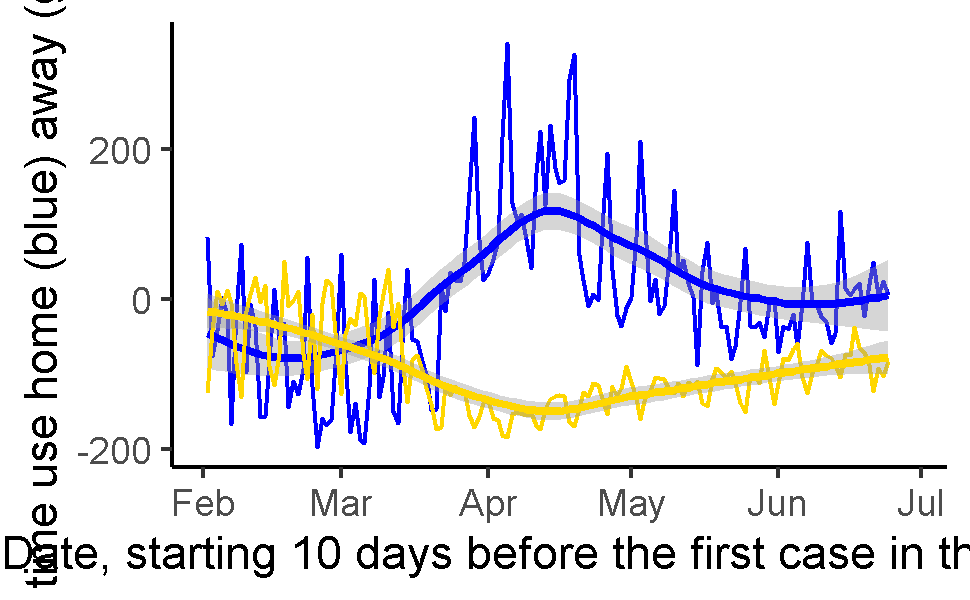 time use home (blue) away (
200
0
-200
Feb Mar Apr May Jun Jul
Date, starting 10 days before the first case in th